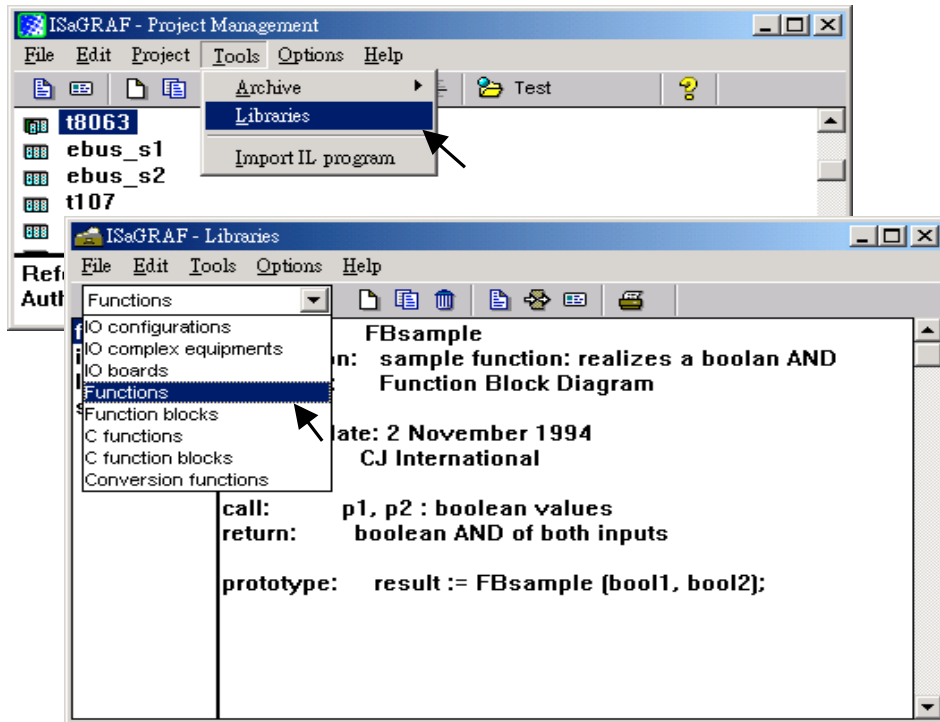 ISaGRAF - Project Management
File Edit Project Tools Options Help
Test
Archive
Libraries
Import IL program
t8063
ebus_s1
ebus_s2
t107
ISaGRAF - Libraries
File Edit Tools Options Help
Functions
IO configurations
IO complex equipments
IO boards
Functions
Function blocks
C functions
C function blocks
Conversion functions
FBsample
sample function: realizes a boolan AND
Function Block Diagram
2 November 1994
CJ International
call: p1, p2 : boolean values
return: boolean AND of both inputs
prototype: result := FBsample (bool1, bool2);